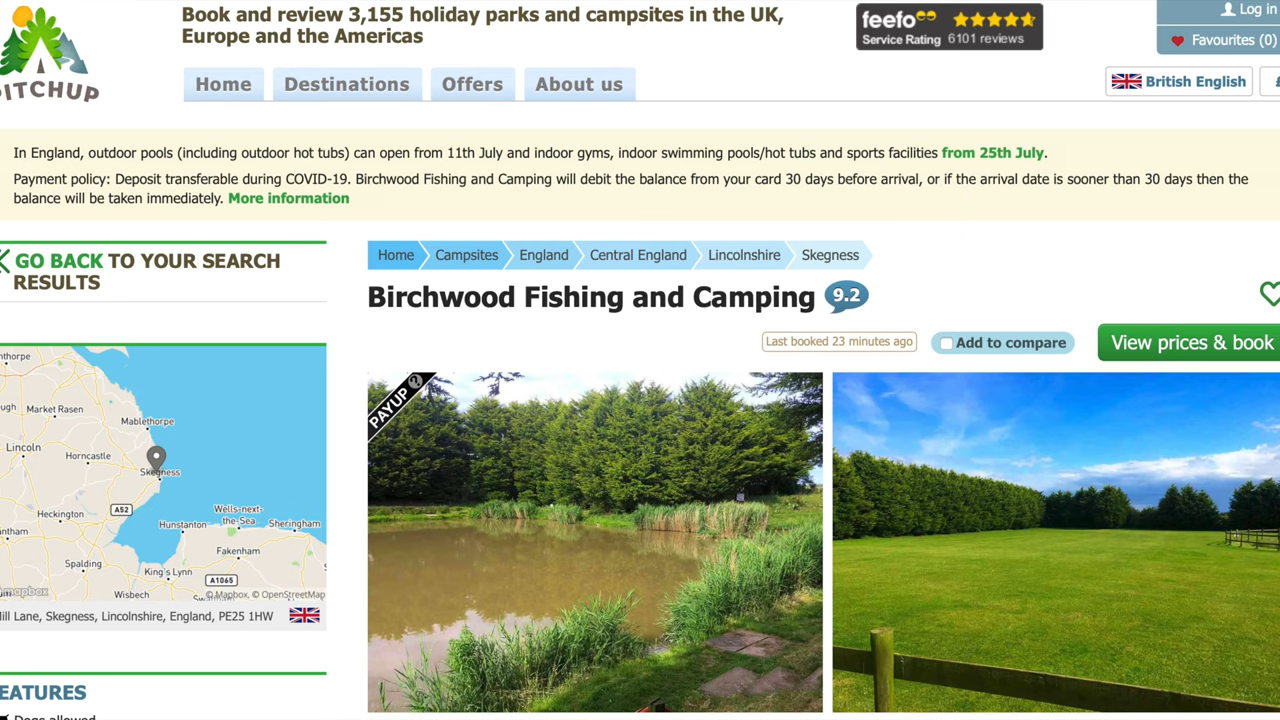 Book and review 3,155 holiday parks and campsites in the UK,
Europe and the Americas
feefo
Service Rating 6101 reviews
Log in
Favourites (0)
PITCHUP
Home
Destinations
Offers
About us
British English
In England, outdoor pools (including outdoor hot tubs) can open from 11th July and indoor gyms, indoor swimming pools/hot tubs and sports facilities from 25th July.
Payment policy: Deposit transferable during COVID-19. Birchwood Fishing and Camping will debit the balance from your card 30 days before arrival, or if the arrival date is sooner than 30 days then the
balance will be taken immediately. More information
GO BACK TO YOUR SEARCH
RESULTS
Home
Campsites
England
Central England
Lincolnshire
Skegness
Birchwood Fishing and Camping 9.2
Last booked 23 minutes ago
Add to compare
View prices & book
PAYUP ?
nthorpe
Market Rasen
Mablethorpe
Lincoln
Horncastle
Skegness
A52
Heckington
Wells-next-
the-Sea
Hunstanton
Sheringham
Fakenham
Spalding
King's Lynn
A1065
Wisbech
mapbox
© Mapbox, © OpenStreetMap
Mill Lane, Skegness, Lincolnshire, England, PE25 1HW
EATURES
Dogs allowed